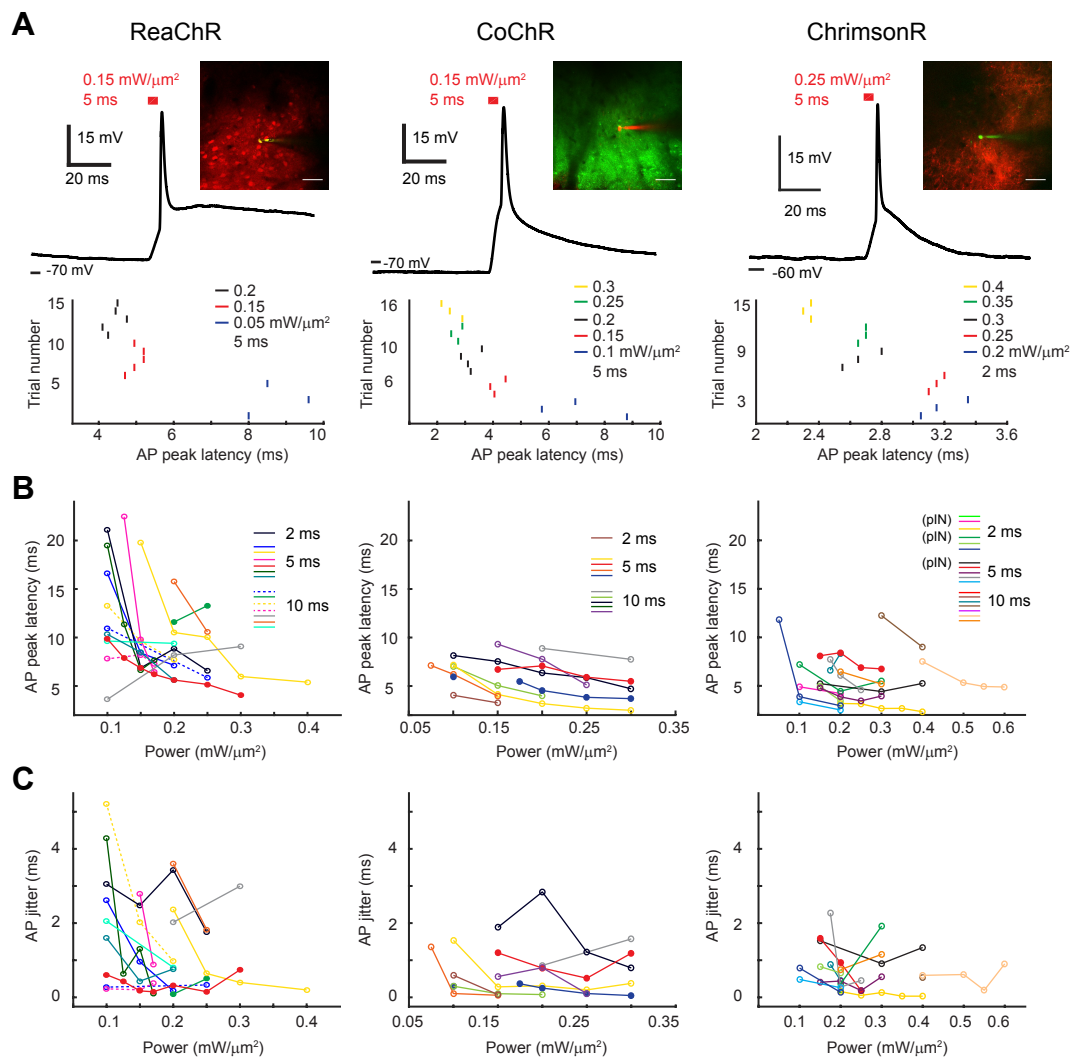 A
ReaChR
CoChR
ChrimsonR
0.15 mW/μm²
5 ms
15 mV
20 ms
-70 mV
0.15 mW/μm²
5 ms
15 mV
20 ms
-70 mV
0.25 mW/μm²
5 ms
15 mV
20 ms
-60 mV
Trial number
15
10
5
0.2
0.15
0.05 mW/μm²
5 ms
4 6 8 10
AP peak latency (ms)
Trial number
16
11
6
0.3
0.25
0.2
0.15
0.1 mW/μm²
5 ms
2 4 6 8 10
AP peak latency (ms)
Trial number
15
9
3
0.4
0.35
0.3
0.25
0.2 mW/μm²
2 ms
2 2.4 2.8 3.2 3.6
AP peak latency (ms)
B
AP peak latency (ms)
20
15
10
5
2 ms
5 ms
10 ms
0.1 0.2 0.3 0.4
Power (mW/μm²)
AP peak latency (ms)
20
15
10
5
2 ms
5 ms
10 ms
0.05 0.15 0.25 0.35
Power (mW/μm²)
AP peak latency (ms)
20
15
10
5
(pIN)
2 ms
(pIN)
(pIN)
5 ms
10 ms
0.1 0.2 0.3 0.4 0.5 0.6
Power (mW/μm²)
C
AP jitter (ms)
4
2
0
0.1 0.2 0.3 0.4
Power (mW/μm²)
AP jitter (ms)
4
2
0
0.05 0.15 0.25 0.35
Power (mW/μm²)
AP jitter (ms)
4
2
0
0.1 0.2 0.3 0.4 0.5 0.6
Power (mW/μm²)